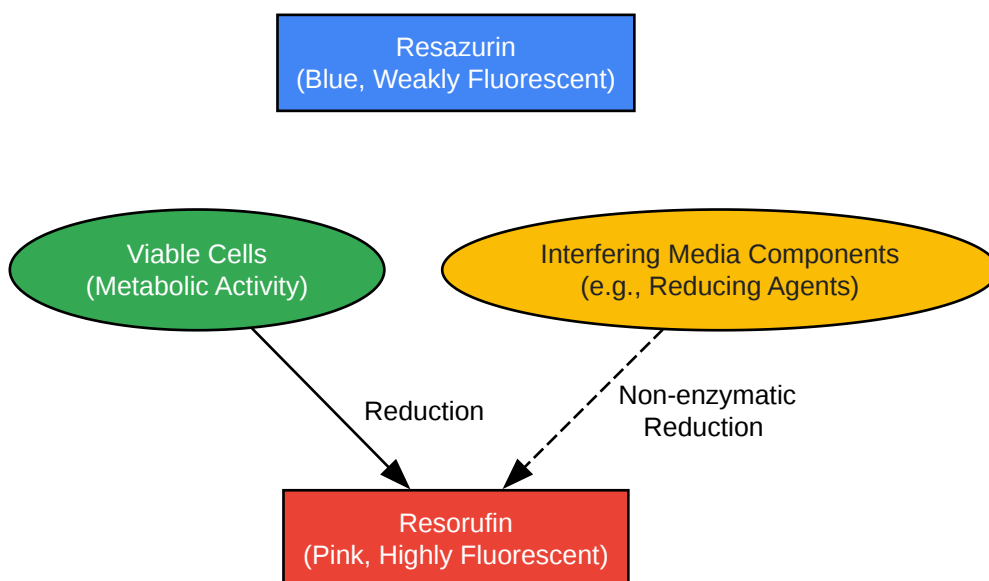 Resazurin
(Blue, Weakly Fluorescent)
Viable Cells
(Metabolic Activity)
Interfering Media Components
(e.g., Reducing Agents)
Reduction
Non-enzymatic
Reduction
Resorufin
(Pink, Highly Fluorescent)